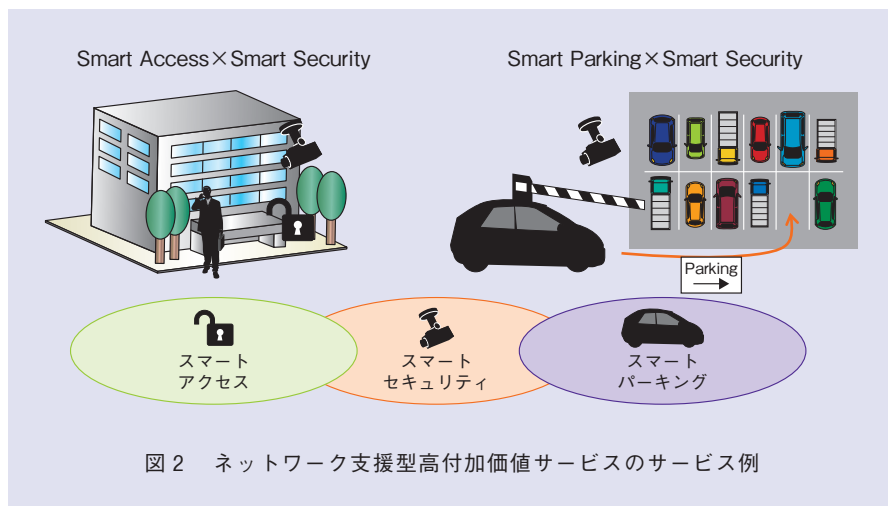 Smart Access×Smart Security
Smart Parking×Smart Security
Parking
スマート
アクセス
スマート
セキュリティ
スマート
パーキング
図2 ネットワーク支援型高付加価値サービスのサービス例